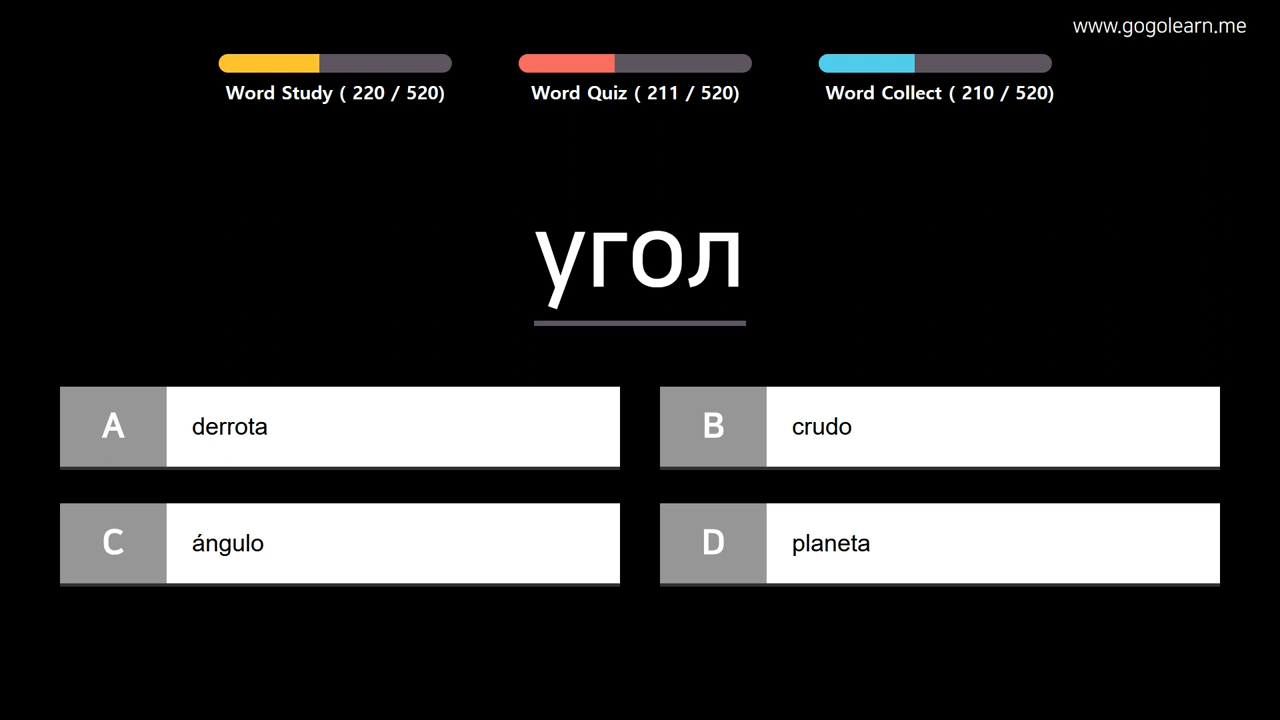 www.gogolearn.me
Word Study ( 220 / 520)
Word Quiz ( 211 / 520)
Word Collect ( 210 / 520)
угол
A derrota
B crudo
C ángulo
D planeta